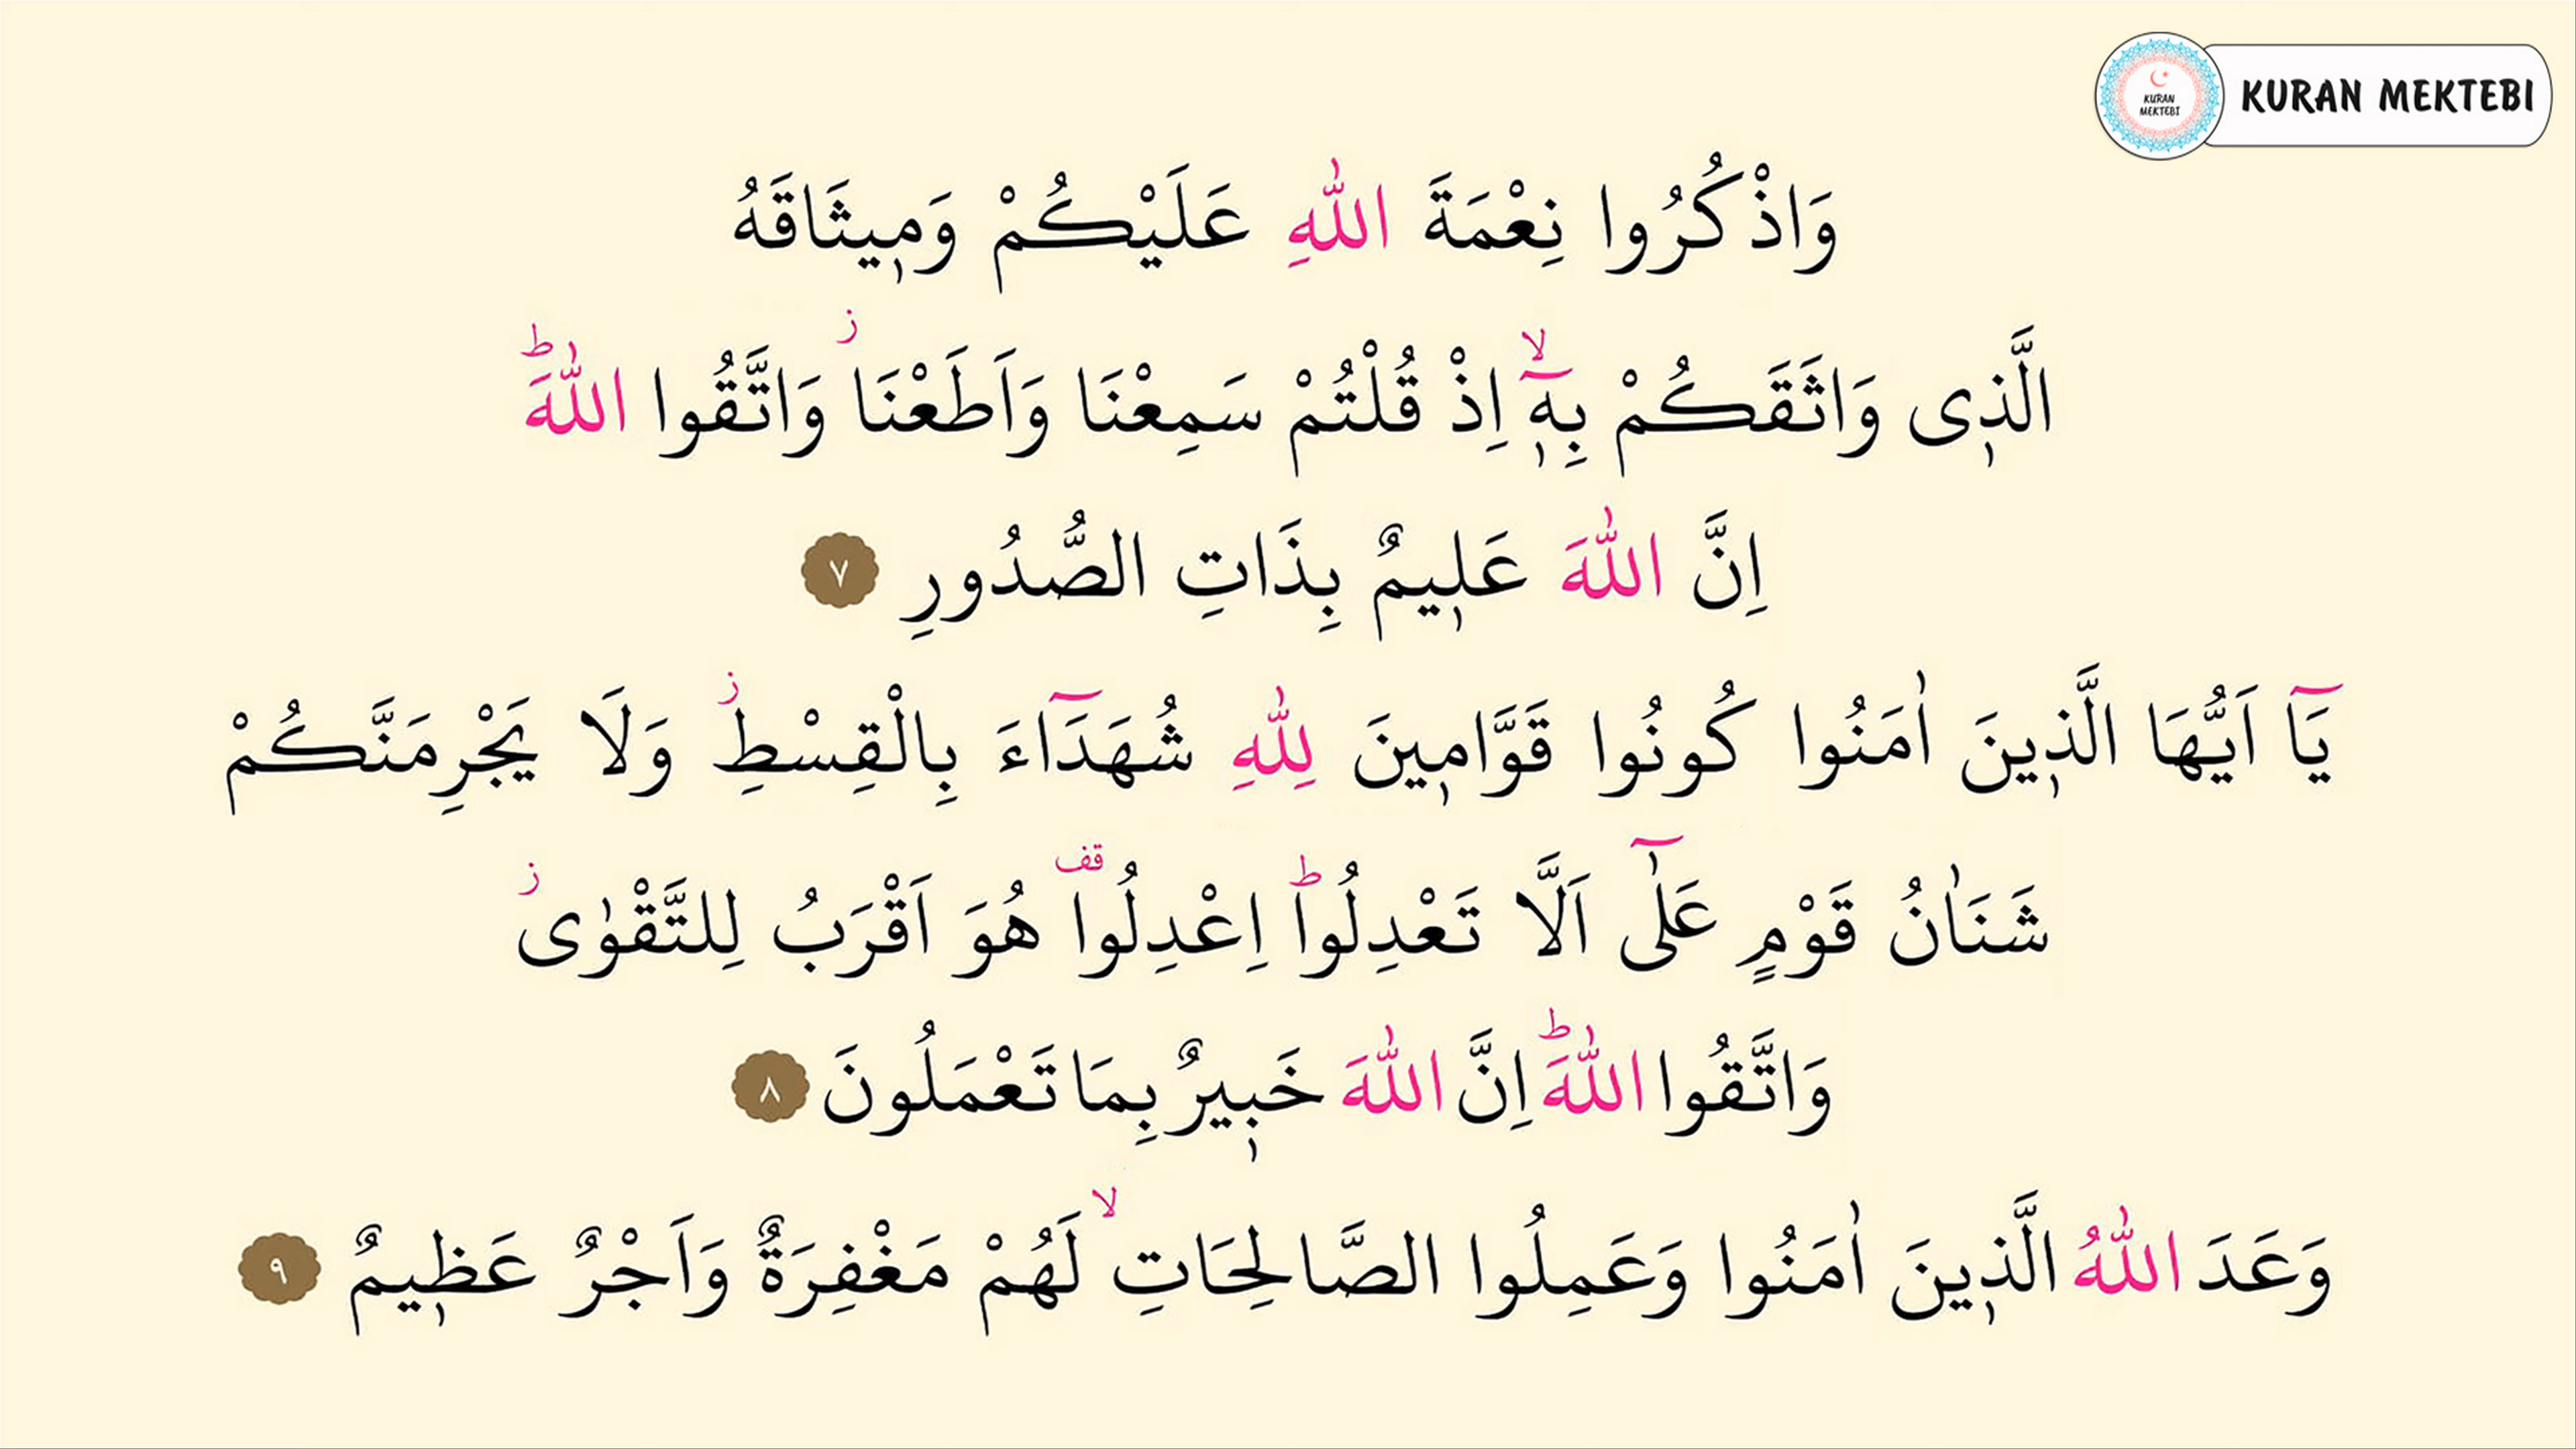 KURAN MEKTEBI
KURAN MEKTEBI
وَاذْكُرُوا نِعْمَةَ اللّٰهِ عَلَيْكُمْ وَمٖيثَاقَهُ
الَّذٖى وَاثَقَكُمْ بِهٖٓۙ اِذْ قُلْتُمْ سَمِعْنَا وَاَطَعْنَاؗ وَاتَّقُوا اللّٰهَؕ
اِنَّ اللّٰهَ عَلٖيمٌ بِذَاتِ الصُّدُورِ ٧
يَٓا اَيُّهَا الَّذٖينَ اٰمَنُوا كُونُوا قَوَّامٖينَ لِلّٰهِ شُهَدَٓاءَ بِالْقِسْطِؗ وَلَا يَجْرِمَنَّكُمْ
شَنَاٰنُ قَوْمٍ عَلٰٓى اَلَّا تَعْدِلُواؕ اِعْدِلُواࣞ هُوَ اَقْرَبُ لِلتَّقْوٰىؗ
وَاتَّقُوا اللّٰهَؕ اِنَّ اللّٰهَ خَبٖيرٌ بِمَا تَعْمَلُونَ ٨
وَعَدَ اللّٰهُ الَّذٖينَ اٰمَنُوا وَعَمِلُوا الصَّالِحَاتِۙ لَهُمْ مَغْفِرَةٌ وَاَجْرٌ عَظٖيمٌ ٩